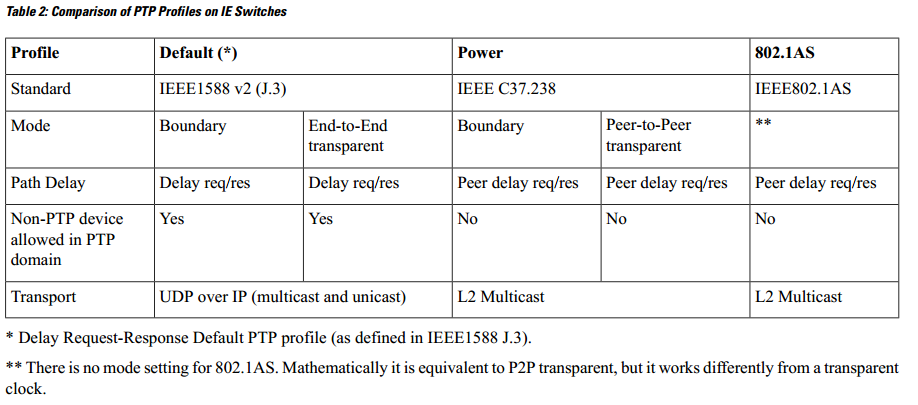 Table 2: Comparison of PTP Profiles on IE Switches
Profile Default (*) Power 802.1AS
Standard IEEE1588 v2 (J.3) IEEE C37.238 IEEE802.1AS
Mode Boundary End-to-End transparent Boundary Peer-to-Peer transparent **
Path Delay Delay req/res Delay req/res Peer delay req/res Peer delay req/res Peer delay req/res
Non-PTP device allowed in PTP domain Yes Yes No No No
Transport UDP over IP (multicast and unicast) L2 Multicast L2 Multicast
* Delay Request-Response Default PTP profile (as defined in IEEE1588 J.3).
** There is no mode setting for 802.1AS. Mathematically it is equivalent to P2P transparent, but it works differently from a transparent
clock.